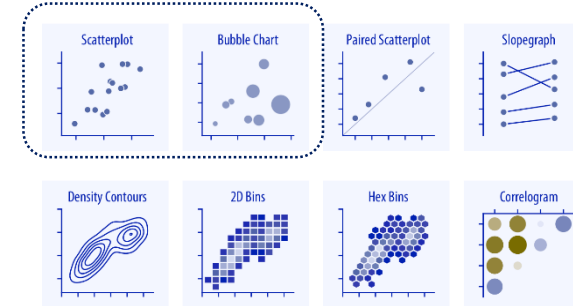 Scatterplot
Bubble Chart
Paired Scatterplot
Slopegraph
Density Contours
2D Bins
Hex Bins
Correlogram